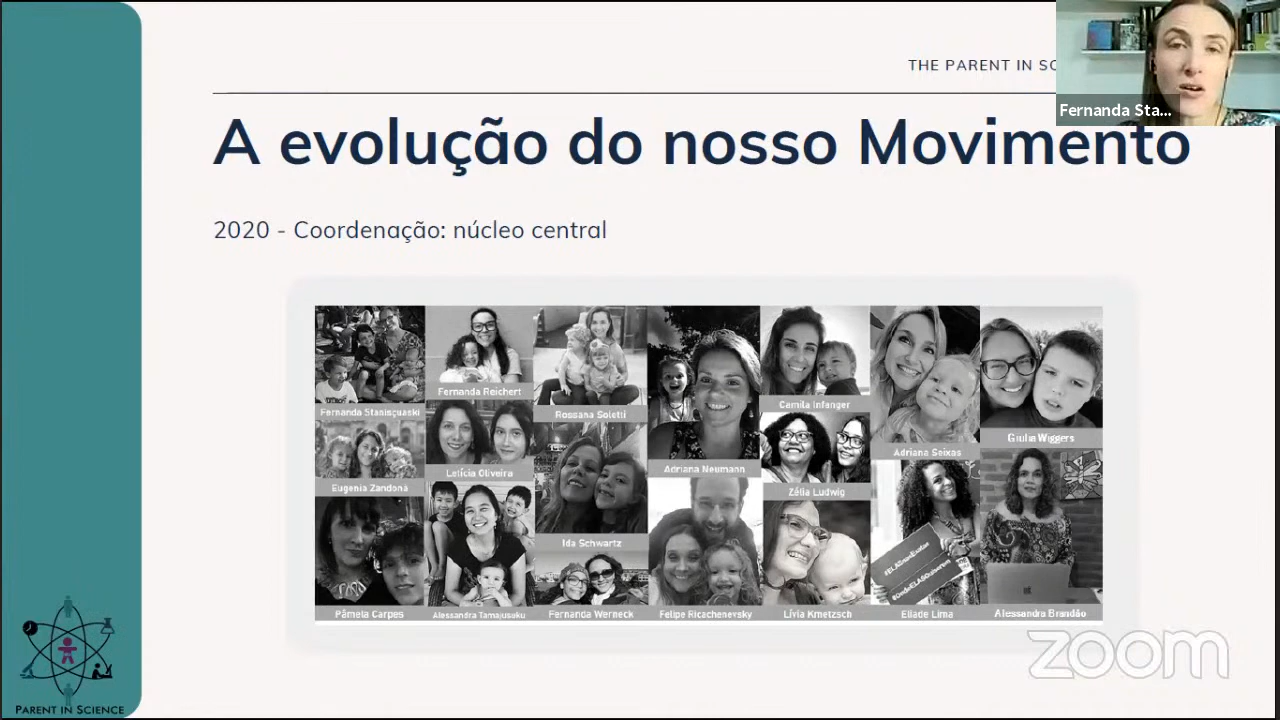 THE PARENT IN SC
Fernanda Sta...
A evolução do nosso Movimento
2020 - Coordenação: núcleo central
Fernanda Stanisçuaski
Fernanda Reichert
Rossana Soletti
Adriana Neumann
Camila Infanger
Adriana Seixas
Giulia Wiggers
Eugenia Zandonà
Letícia Oliveira
Ida Schwartz
Zélia Ludwig
Pâmela Carpes
Alessandra Tamajusuku
Fernanda Werneck
Felipe Ricachenevsky
Lívia Kmetzsch
Eliade Lima
Alessandra Brandão
zoom
PARENT IN SCIENCE